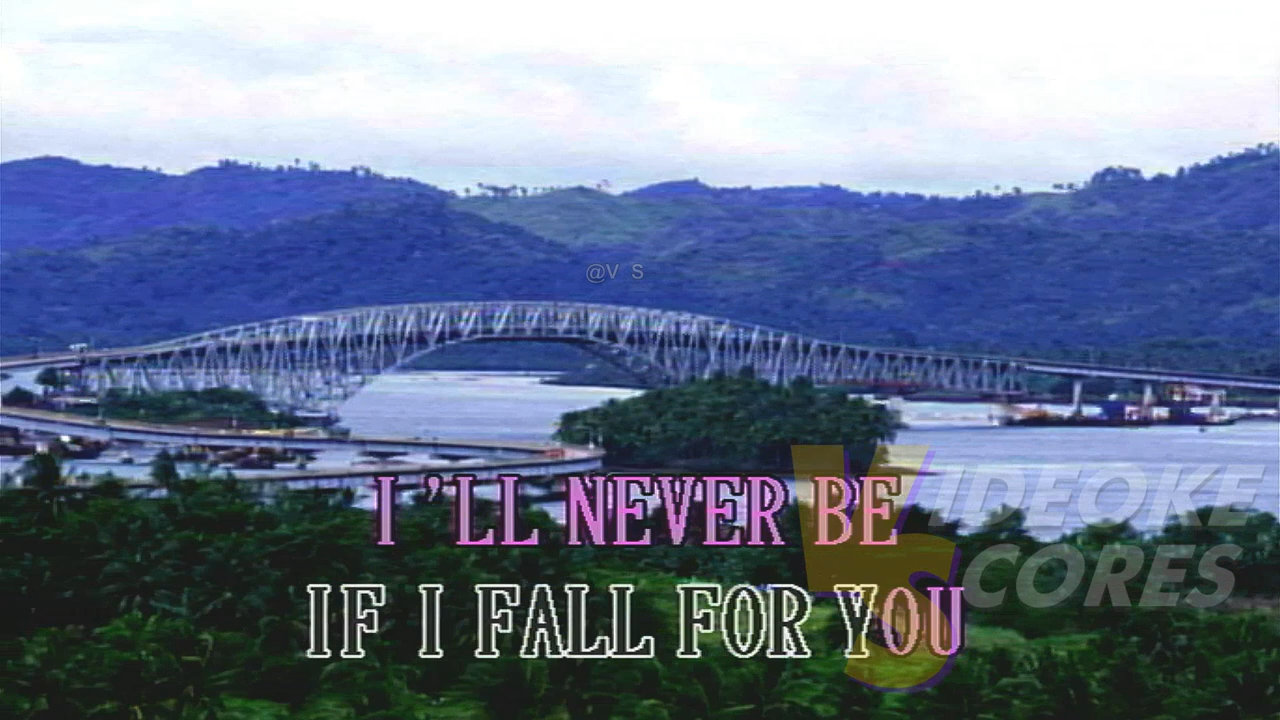 @V S
I'LL NEVER BE
IF I FALL FOR YOU
VIDEOKE
SCORES